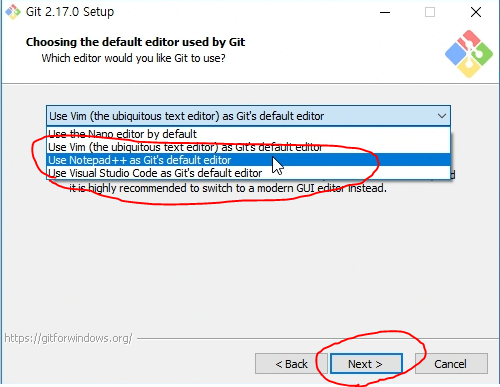 Git 2.17.0 Setup
Choosing the default editor used by Git
Which editor would you like Git to use?
Use Vim (the ubiquitous text editor) as Git's default editor
Use the Nano editor by default
Use Vim (the ubiquitous text editor) as Git's default editor
Use Notepad++ as Git's default editor
Use Visual Studio Code as Git's default editor
it is highly recommended to switch to a modern GUI editor instead.
https://gitforwindows.org/
< Back
Next >
Cancel